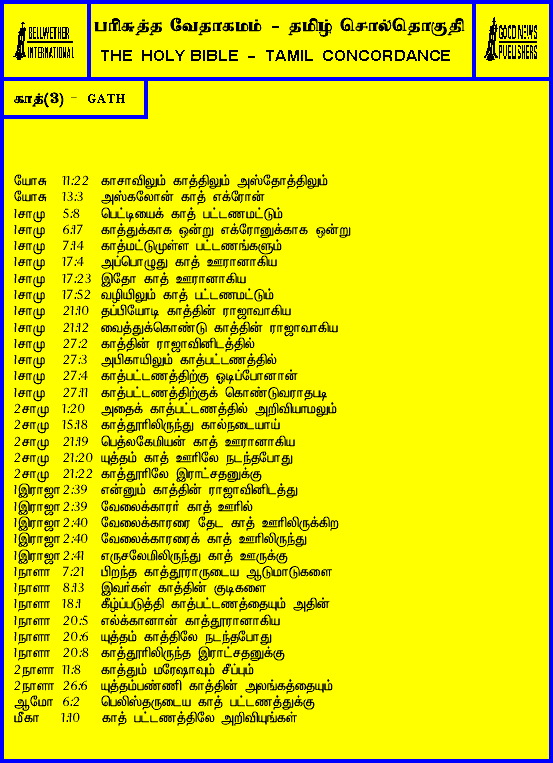 BELLWETHER
INTERNATIONAL
பரிசுத்த வேதாகமம் - தமிழ் சொல்தொகுதி
THE HOLY BIBLE - TAMIL CONCORDANCE
GOOD NEWS
PUBLISHERS
காத்(3) - GATH
யோசு 11:22 காசாவிலும் காத்திலும் அஸ்தோத்திலும்
யோசு 13:3 அஸ்கலோன் காத் எக்ரோன்
1சாமு 5:8 பெட்டியைக் காத் பட்டணமட்டும்
1சாமு 6:17 காத்துக்காக ஒன்று எக்ரோனுக்காக ஒன்று
1சாமு 7:14 காத்மட்டுமுள்ள பட்டணங்களும்
1சாமு 17:4 அப்பொழுது காத் ஊரானாகிய
1சாமு 17:23 இதோ காத் ஊரானாகிய
1சாமு 17:52 வழியிலும் காத் பட்டணமட்டும்
1சாமு 21:10 தப்பியோடி காத்தின் ராஜாவாகிய
1சாமு 21:12 வைத்துக்கொண்டு காத்தின் ராஜாவாகிய
1சாமு 27:2 காத்தின் ராஜாவினிடத்தில்
1சாமு 27:3 அபிகாயிலும் காத்பட்டணத்தில்
1சாமு 27:4 காத்பட்டணத்திற்கு ஓடிப்போனான்
1சாமு 27:11 காத்பட்டணத்திற்குக் கொண்டுவராதபடி
2சாமு 1:20 அதைக் காத்பட்டணத்தில் அறிவியாமலும்
2சாமு 15:18 காத்தூரிலிருந்து கால்நடையாய்
2சாமு 21:19 பெத்லகேமியன் காத் ஊரானாகிய
2சாமு 21:20 யுத்தம் காத் ஊரிலே நடந்தபோது
2சாமு 21:22 காத்தூரிலே இராட்சதனுக்கு
1இராஜா 2:39 என்னும் காத்தின் ராஜாவினிடத்து
1இராஜா 2:39 வேலைக்காரர் காத் ஊரில்
1இராஜா 2:40 வேலைக்காரரை தேட காத் ஊரிலிருக்கிற
1இராஜா 2:40 வேலைக்காரரைக் காத் ஊரிலிருந்து
1இராஜா 2:41 எருசலேமிலிருந்து காத் ஊருக்கு
1நாளா 7:21 பிறந்த காத்தூராருடைய ஆடுமாடுகளை
1நாளா 8:13 இவர்கள் காத்தின் குடிகளை
1நாளா 18:1 கீழ்ப்படுத்தி காத்பட்டணத்தையும் அதின்
1நாளா 20:5 எல்க்கானான் காத்தூரானாகிய
1நாளா 20:6 யுத்தம் காத்திலே நடந்தபோது
1நாளா 20:8 காத்தூரிலிருந்த இராட்சதனுக்கு
2நாளா 11:8 காத்தும் மரேஷாவும் சீப்பும்
2நாளா 26:6 யுத்தம்பண்ணி காத்தின் அலங்கத்தையும்
ஆமோ 6:2 பெலிஸ்தருடைய காத் பட்டணத்துக்கு
மீகா 1:10 காத் பட்டணத்திலே அறிவியுங்கள்